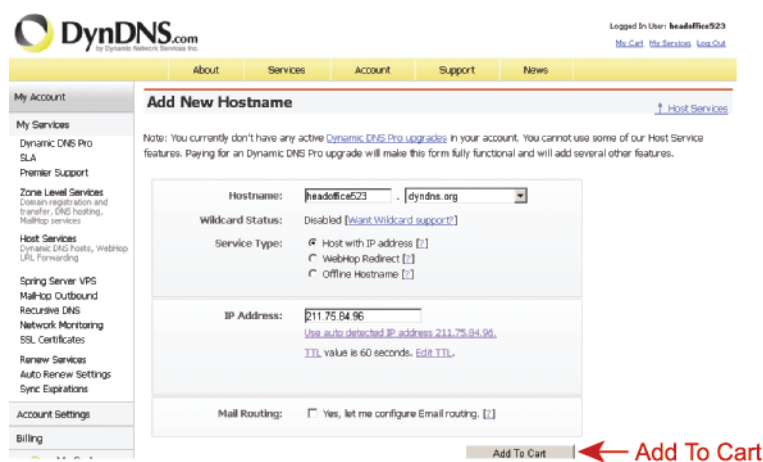 DynDNS.com
by Dynamic Network Services Inc.
Logged In User: headoffice523
My Cart My Services Log Out
About Services Account Support News
My Account
My Services
Dynamic DNS Pro
SLA
Premier Support
Zone Level Services
Domain registration and
transfer, DNS hosting,
MailHop services
Host Services
Dynamic DNS hosts, WebHop
URL Forwarding
Spring Server VPS
MailHop Outbound
Recursive DNS
Network Monitoring
SSL Certificates
Renew Services
Auto Renew Settings
Sync Expirations
Account Settings
Billing
Add New Hostname
↑ Host Services
Note: You currently don't have any active Dynamic DNS Pro upgrades in your account. You cannot use some of our Host Service
features. Paying for an Dynamic DNS Pro upgrade will make this form fully functional and will add several other features.
Hostname: headoffice523 . dyndns.org
Wildcard Status: Disabled [Want Wildcard support?]
Service Type: Host with IP address [?]
WebHop Redirect [?]
Offline Hostname [?]
IP Address: 211.75.84.96
Use auto detected IP address 211.75.84.96.
TTL value is 60 seconds. Edit TTL.
Mail Routing: Yes, let me configure Email routing. [?]
Add To Cart
Add To Cart